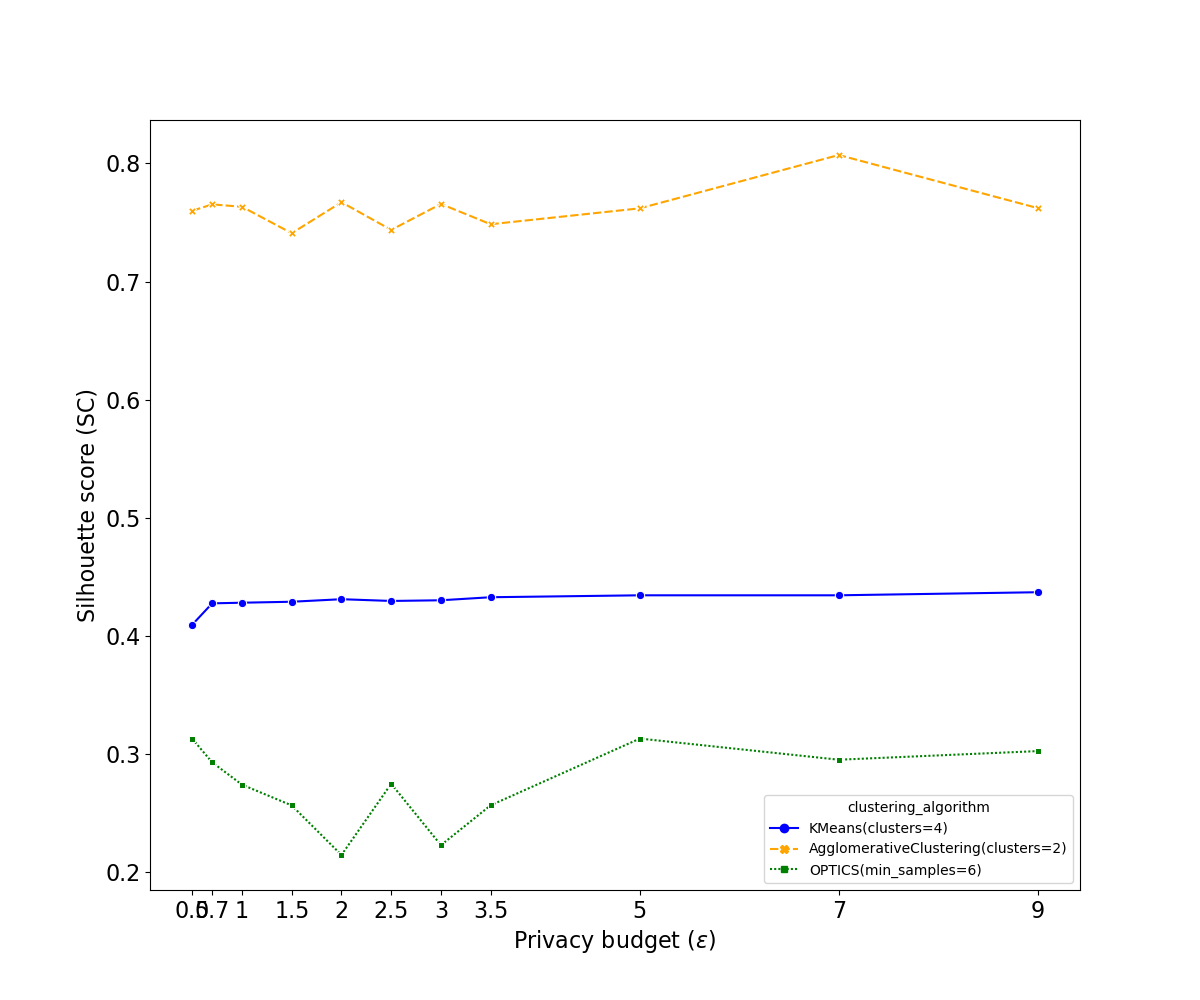 Silhouette score (SC)
0.8
0.7
0.6
0.5
0.4
0.3
0.2
clustering_algorithm
KMeans(clusters=4)
AgglomerativeClustering(clusters=2)
OPTICS(min_samples=6)
0.5 0.7 1 1.5 2 2.5 3 3.5 5 7 9
Privacy budget (ε)